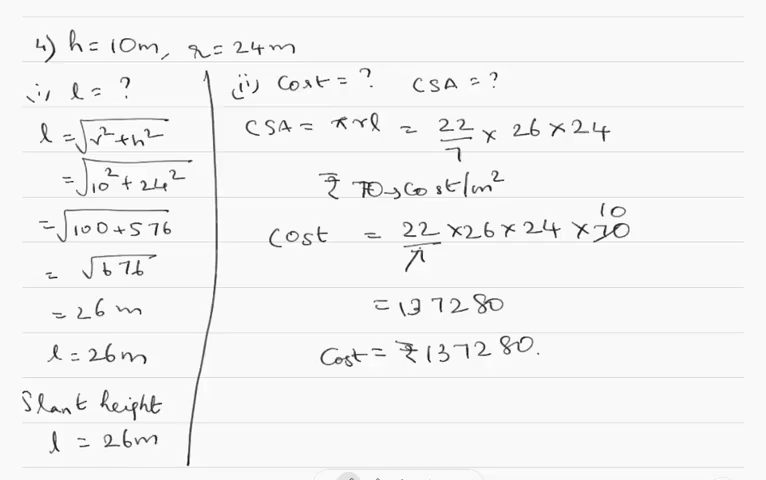 4) h = 10m, r = 24m
(i) l = ?
l = √r²+h²
= √10²+24²
= √100+576
= √676
= 26 m
l = 26m
Slant height
l = 26m
(ii) Cost = ? CSA = ?
CSA = πrl = 22/7 × 26 × 24
₹ 70 → Cost/m²
Cost = 22/7 × 26 × 24 × 70 10
= 137280
Cost = ₹ 137280.